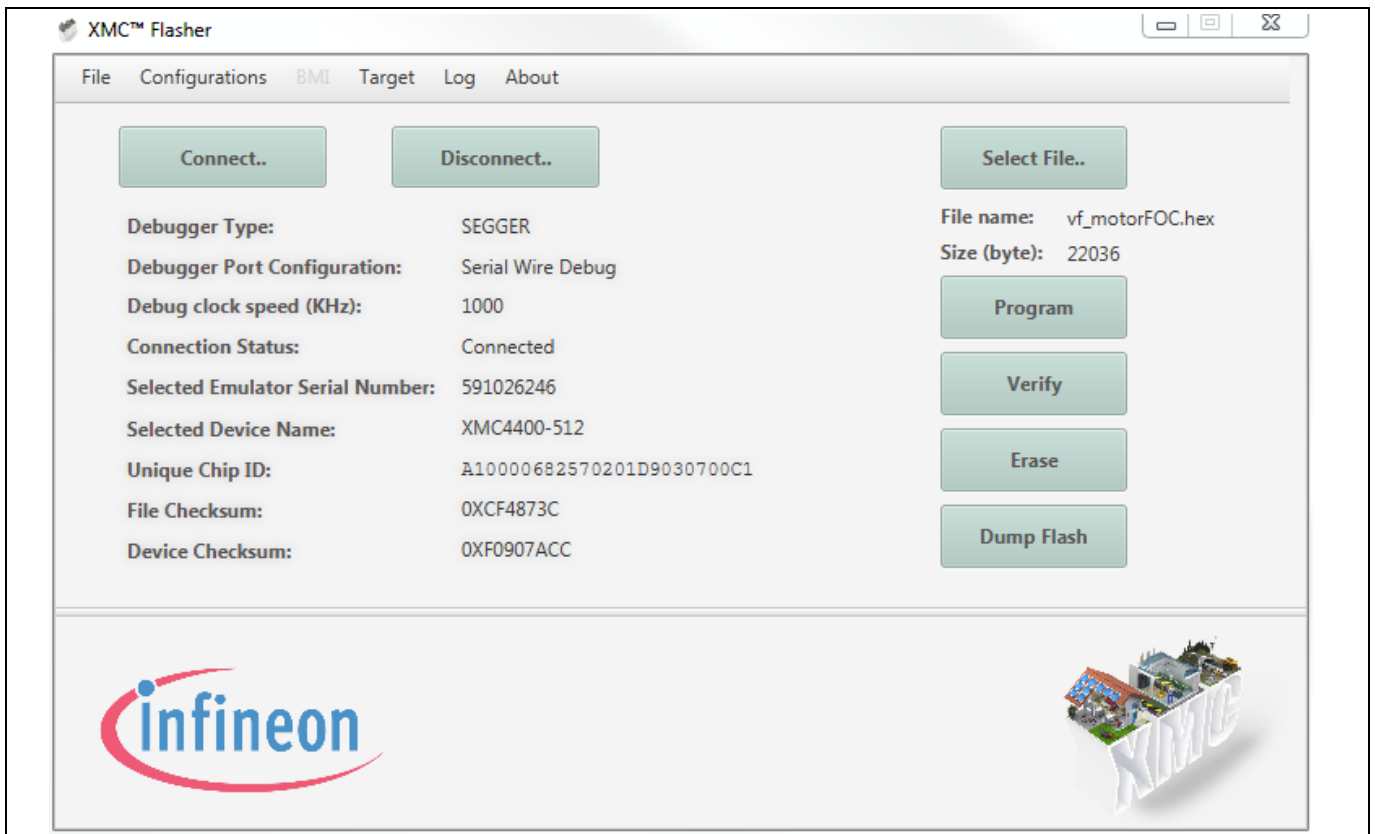 XMC™ Flasher
File Configurations BMI Target Log About
Connect.. Disconnect.. Select File..
Debugger Type: SEGGER File name: vf_motorFOC.hex
Debugger Port Configuration: Serial Wire Debug Size (byte): 22036
Debug clock speed (KHz): 1000 Program
Connection Status: Connected
Selected Emulator Serial Number: 591026246 Verify
Selected Device Name: XMC4400-512
Unique Chip ID: A100006B2570201D9030700C1 Erase
File Checksum: 0XCF4873C
Device Checksum: 0XF0907ACC Dump Flash
infineon
XMC